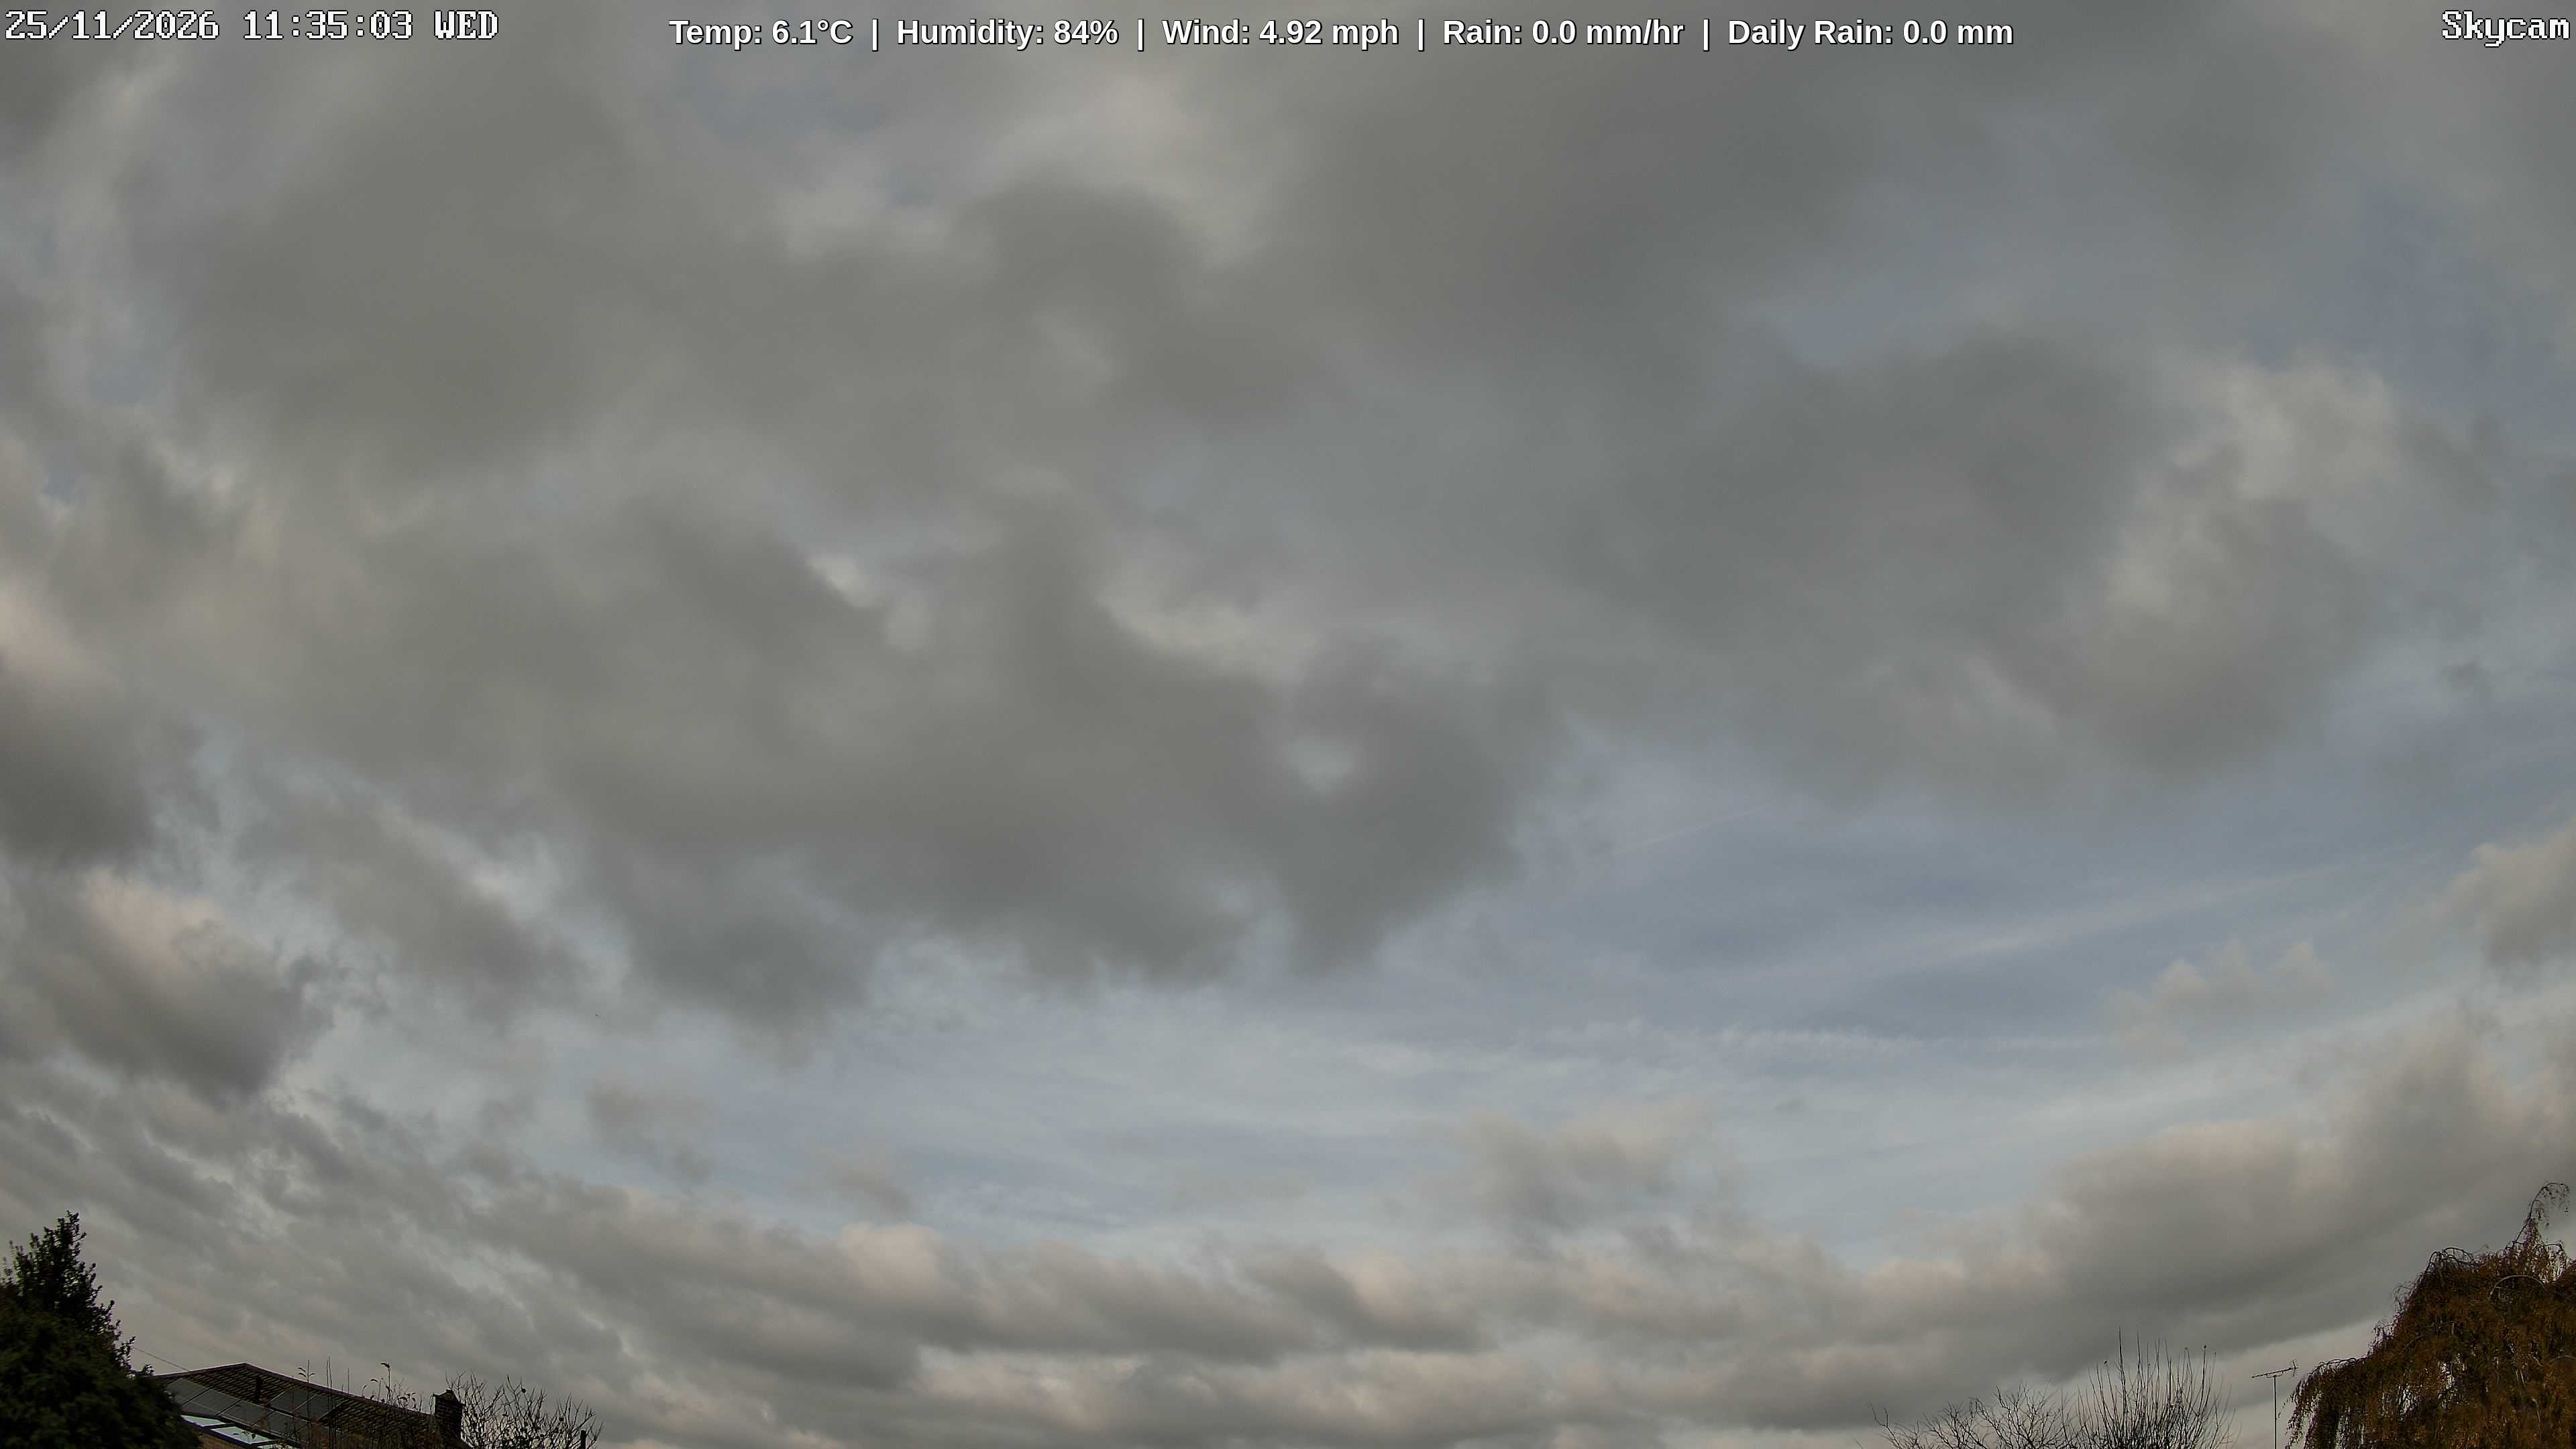 25/11/2026 11:35:03 WED
Temp: 6.1°C | Humidity: 84% | Wind: 4.92 mph | Rain: 0.0 mm/hr | Daily Rain: 0.0 mm
Skycam